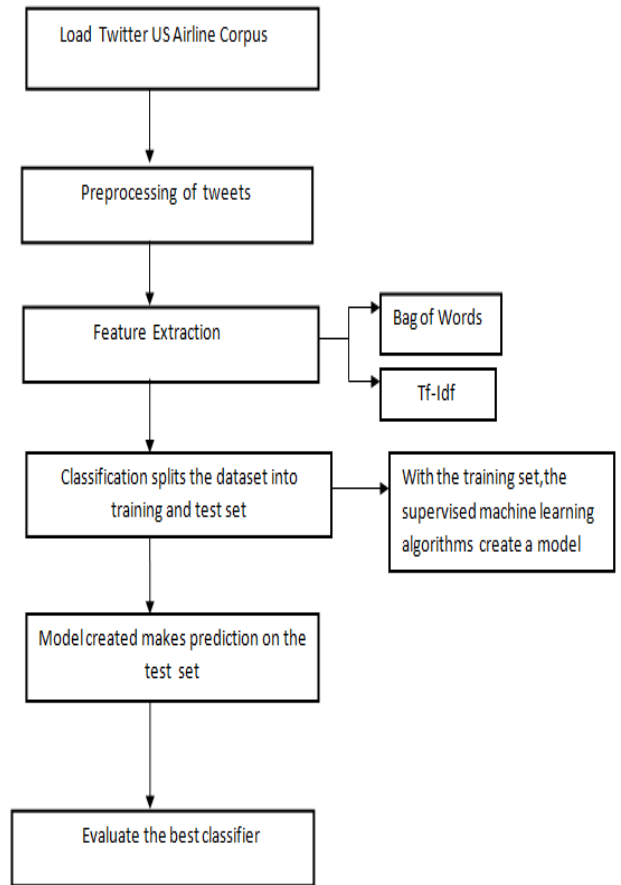 Load Twitter US Airline Corpus
Preprocessing of tweets
Feature Extraction
Bag of Words
Tf-Idf
Classification splits the dataset into
training and test set
With the training set,the
supervised machine learning
algorithms create a model
Model created makes prediction on the
test set
Evaluate the best classifier